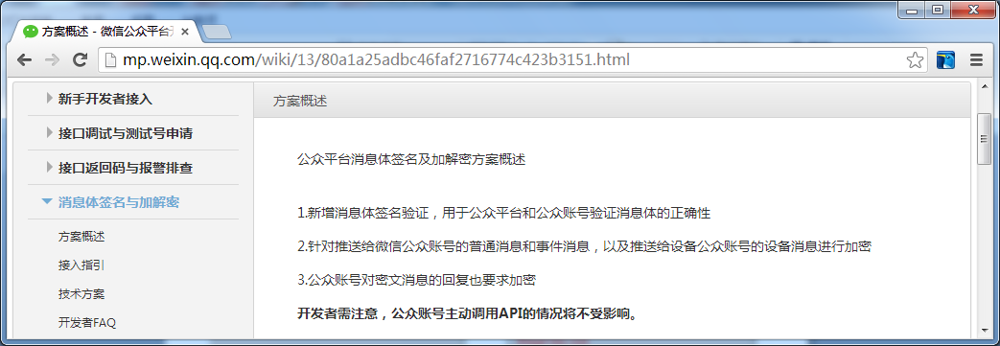 方案概述 - 微信公众平台
mp.weixin.qq.com/wiki/13/80a1a25adbc46faf2716774c423b3151.html
新手开发者接入
接口调试与测试号申请
接口返回码与报警排查
消息体签名与加解密
方案概述
接入指引
技术方案
开发者FAQ
方案概述
公众平台消息体签名及加解密方案概述
1.新增消息体签名验证，用于公众平台和公众账号验证消息体的正确性
2.针对推送给微信公众账号的普通消息和事件消息，以及推送给设备公众账号的设备消息进行加密
3.公众账号对密文消息的回复也要求加密
开发者需注意，公众账号主动调用API的情况将不受影响。